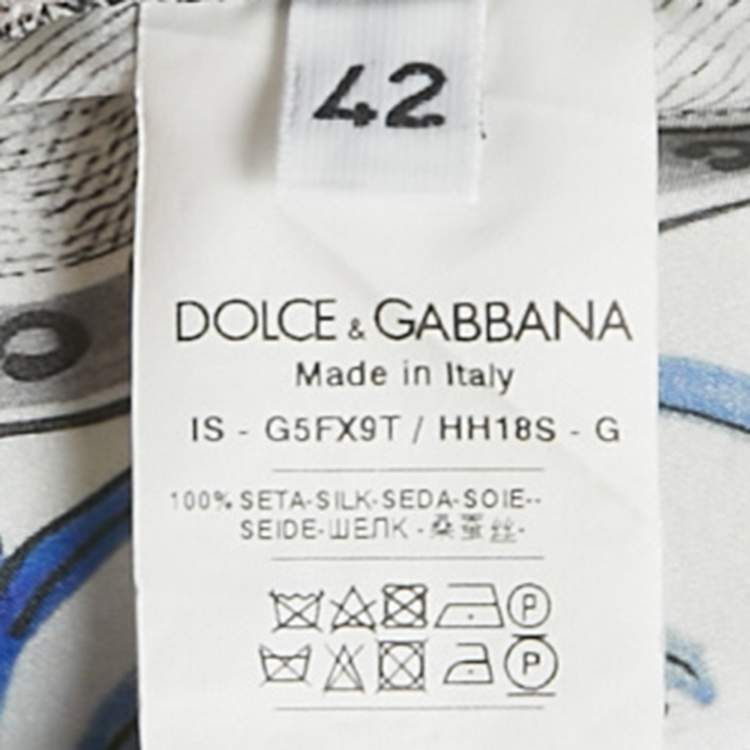 42
DOLCE & GABBANA
Made in Italy
IS - G5FX9T / HH18S - G
100% SETA-SILK-SEDA-SOIE--
SEIDE-ШЕЛК -桑蚕丝-
P
P